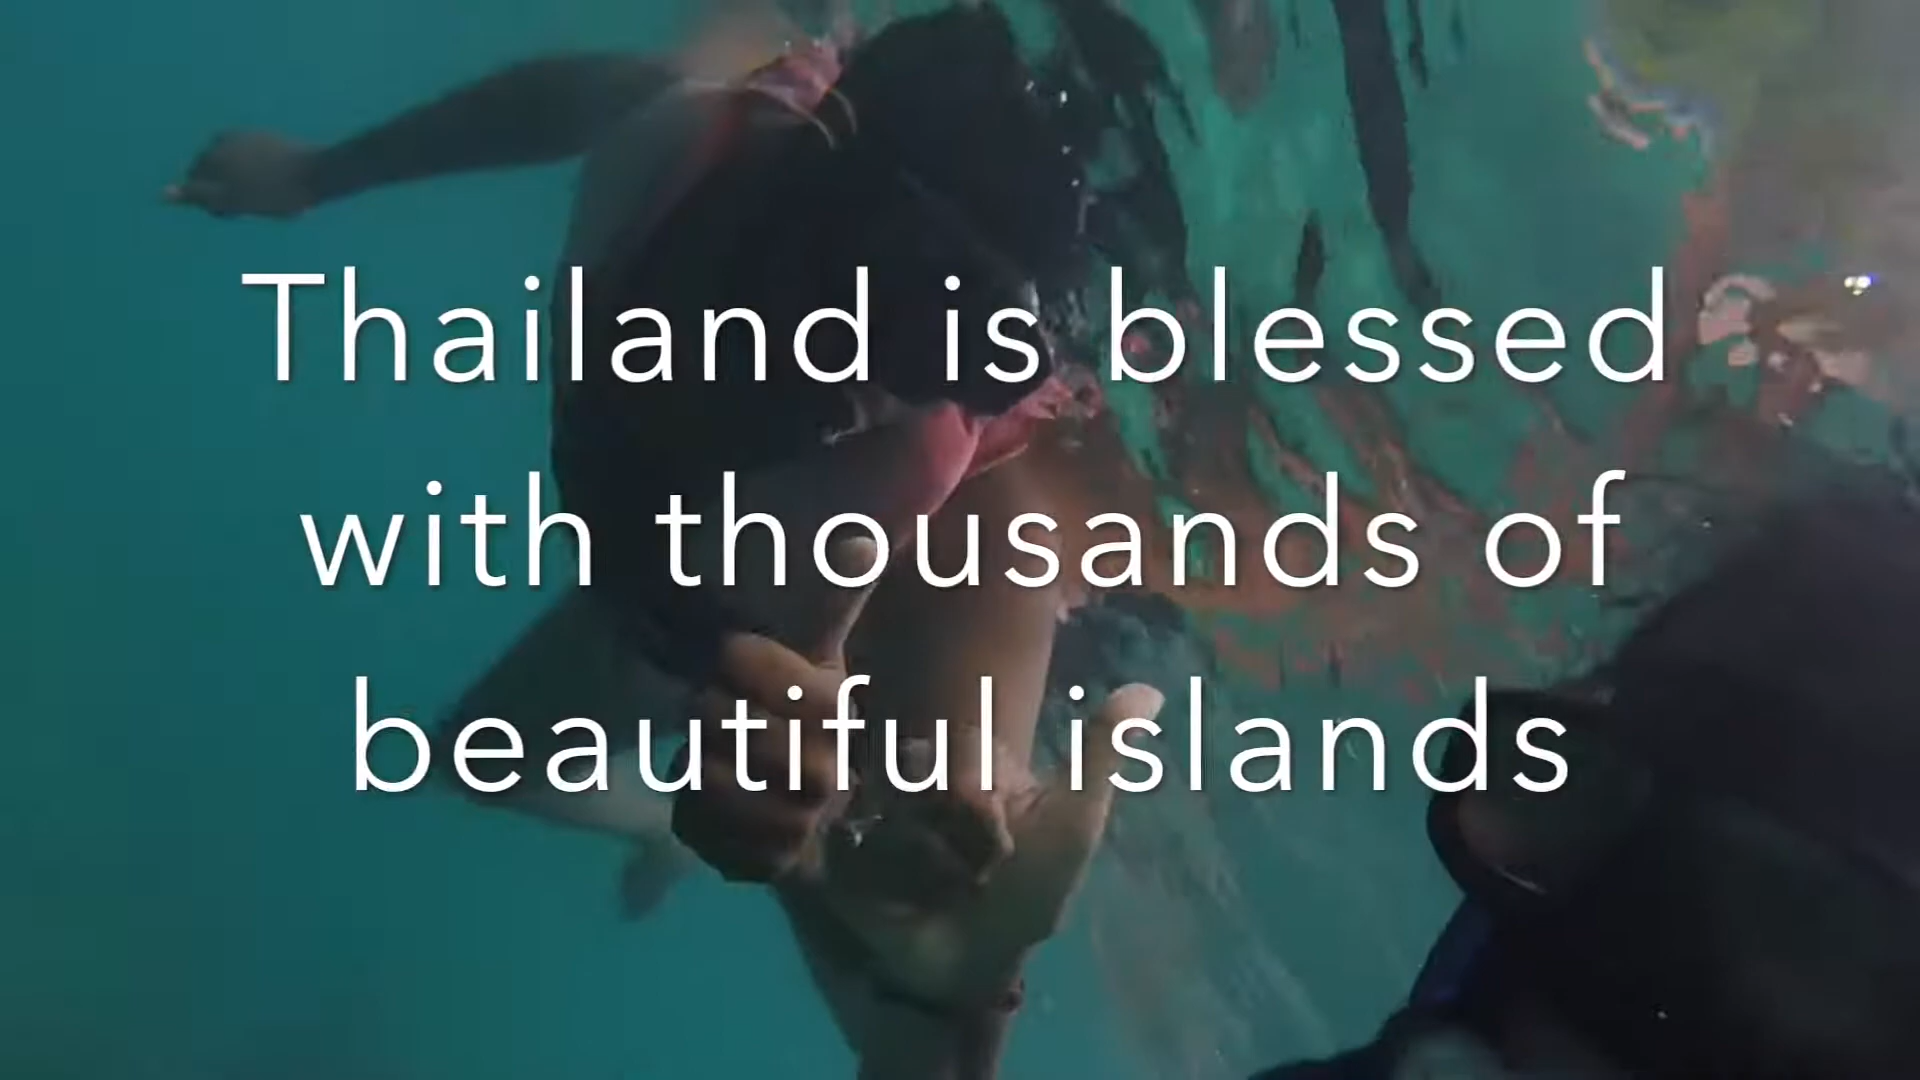 Thailand is blessed
with thousands of
beautiful islands